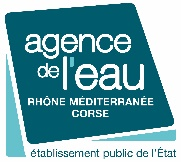 agence
de l'eau
RHÔNE MÉDITERRANÉE
CORSE
établissement public de l'État